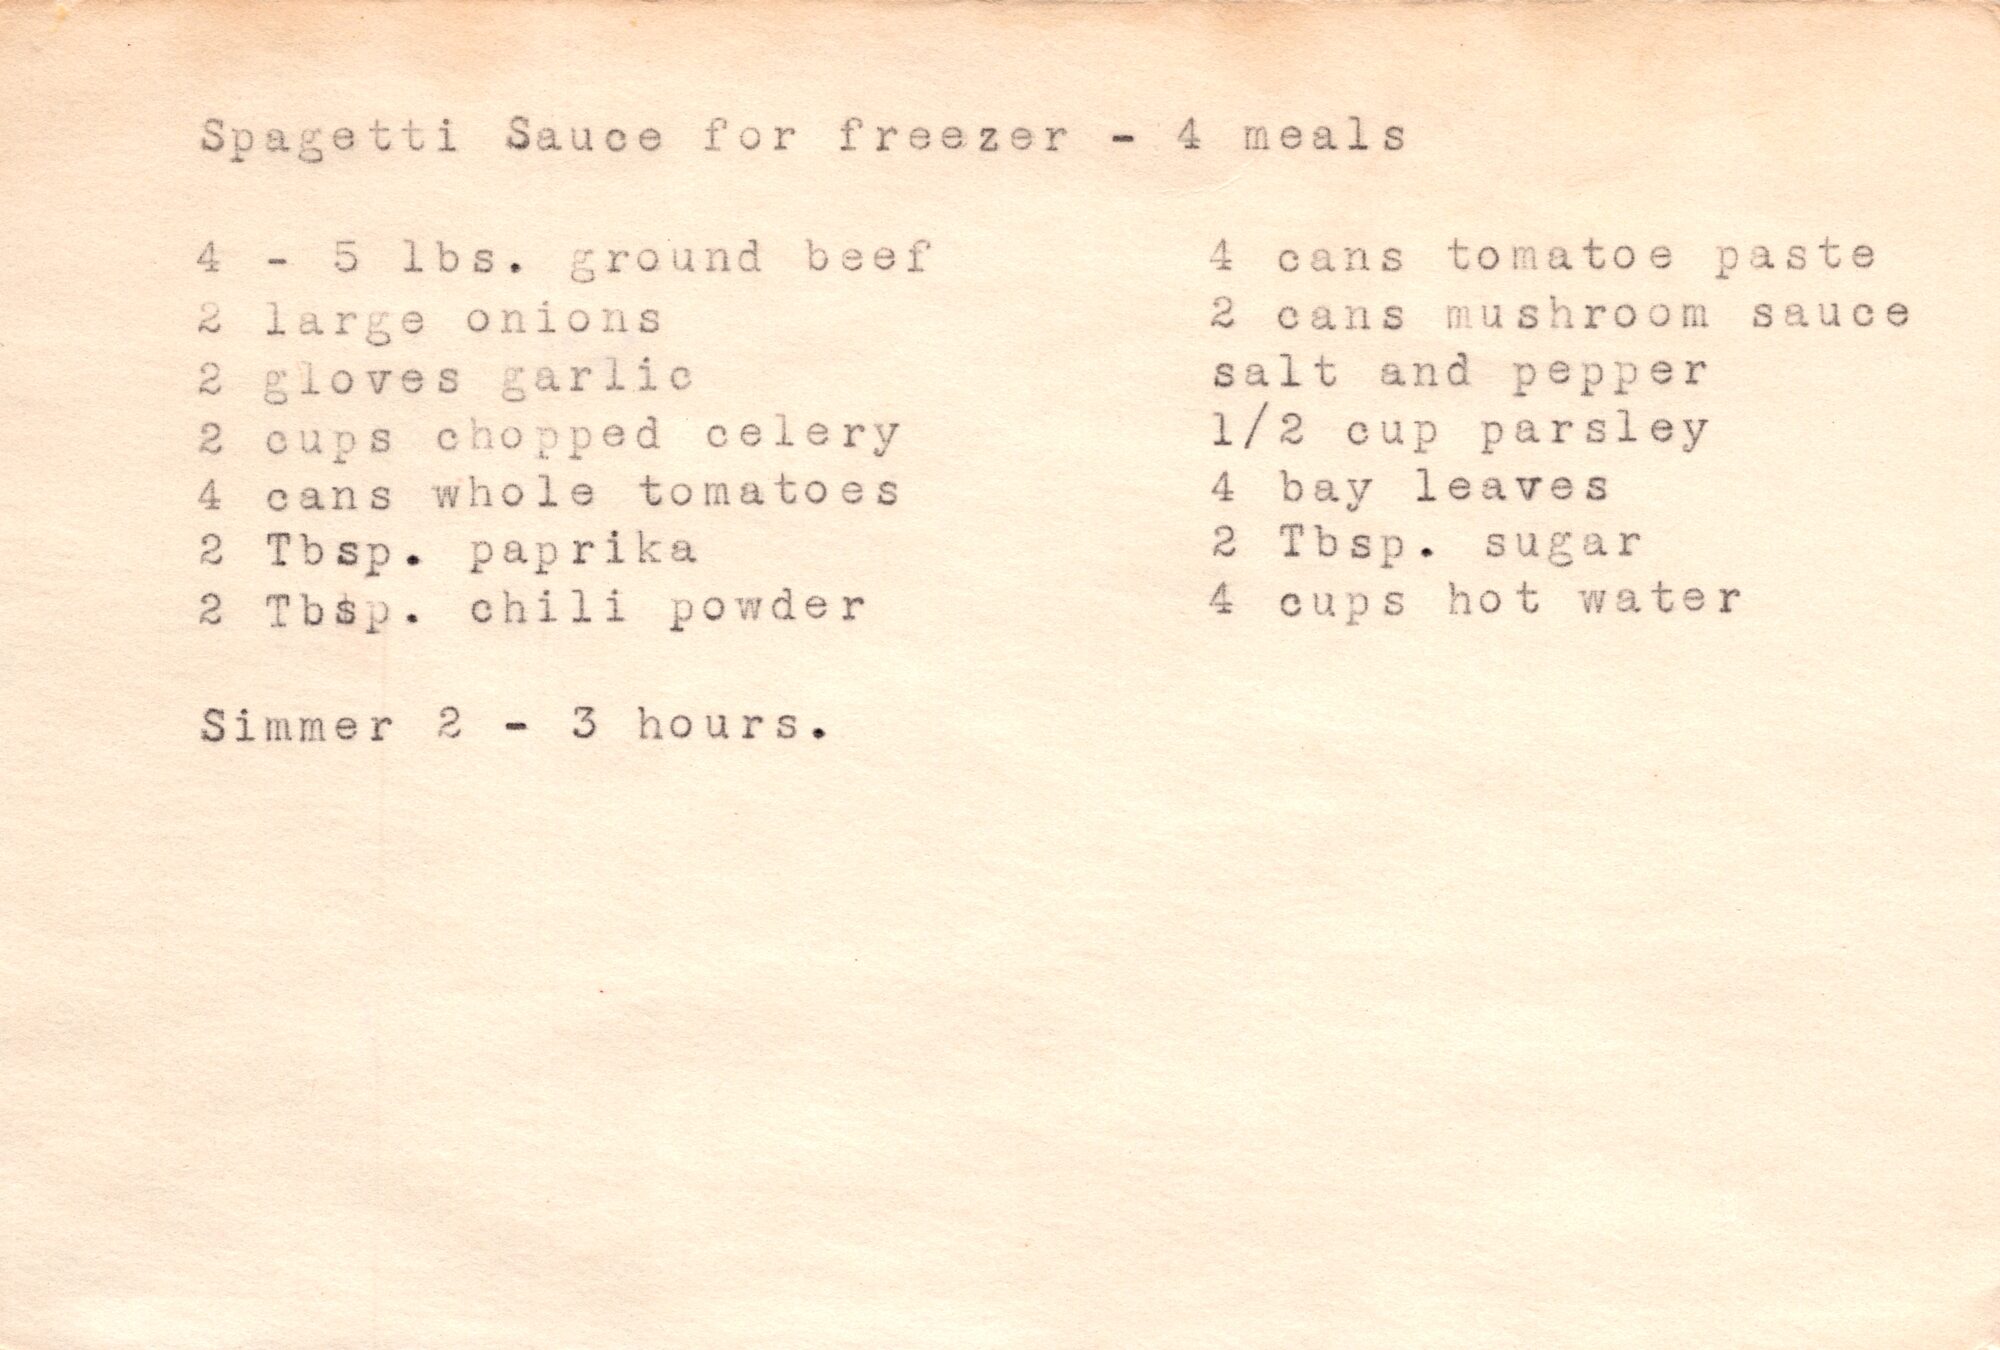 Spagetti Sauce for freezer - 4 meals
4 - 5 lbs. ground beef
2 large onions
2 gloves garlic
2 cups chopped celery
4 cans whole tomatoes
2 Tbsp. paprika
2 Tbsp. chili powder
4 cans tomatoe paste
2 cans mushroom sauce
salt and pepper
1/2 cup parsley
4 bay leaves
2 Tbsp. sugar
4 cups hot water
Simmer 2 - 3 hours.